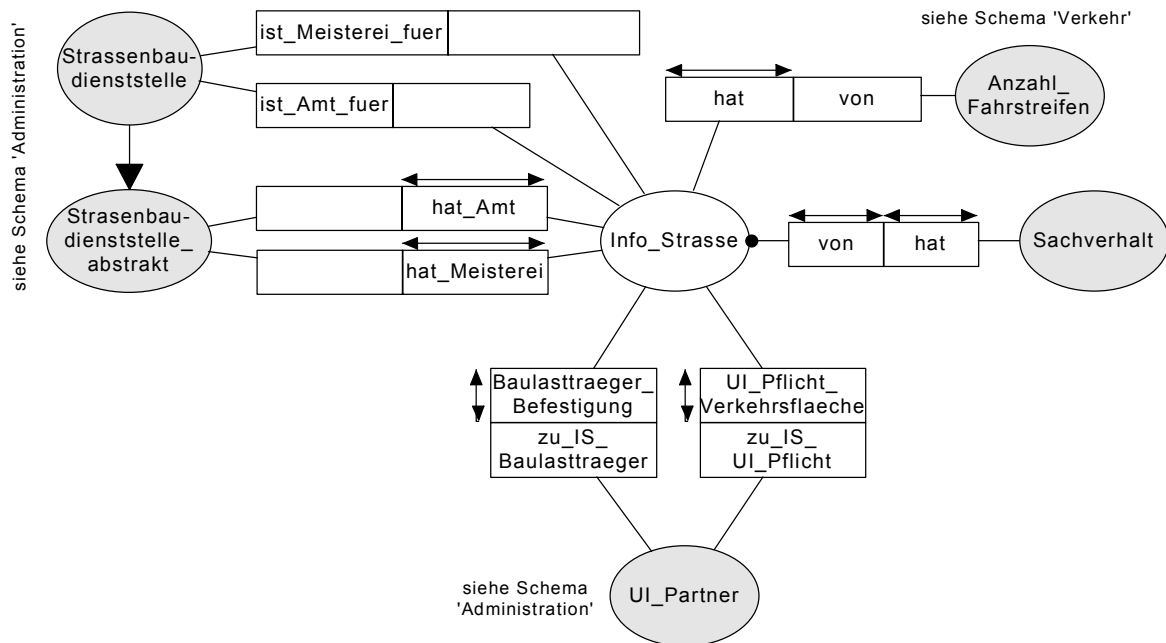 siehe Schema 'Administration'
Strassenbau-
dienststelle
ist_Meisterei_fuer
ist_Amt_fuer
siehe Schema 'Verkehr'
hat
von
Anzahl_
Fahrstreifen
Strasenbau-
dienststelle_
abstrakt
hat_Amt
hat_Meisterei
Info_Strasse
von
hat
Sachverhalt
Baulasttraeger_
Befestigung
zu_IS_
Baulasttraeger
UI_Pflicht_
Verkehrsflaeche
zu_IS_
UI_Pflicht
siehe Schema
'Administration'
UI_Partner